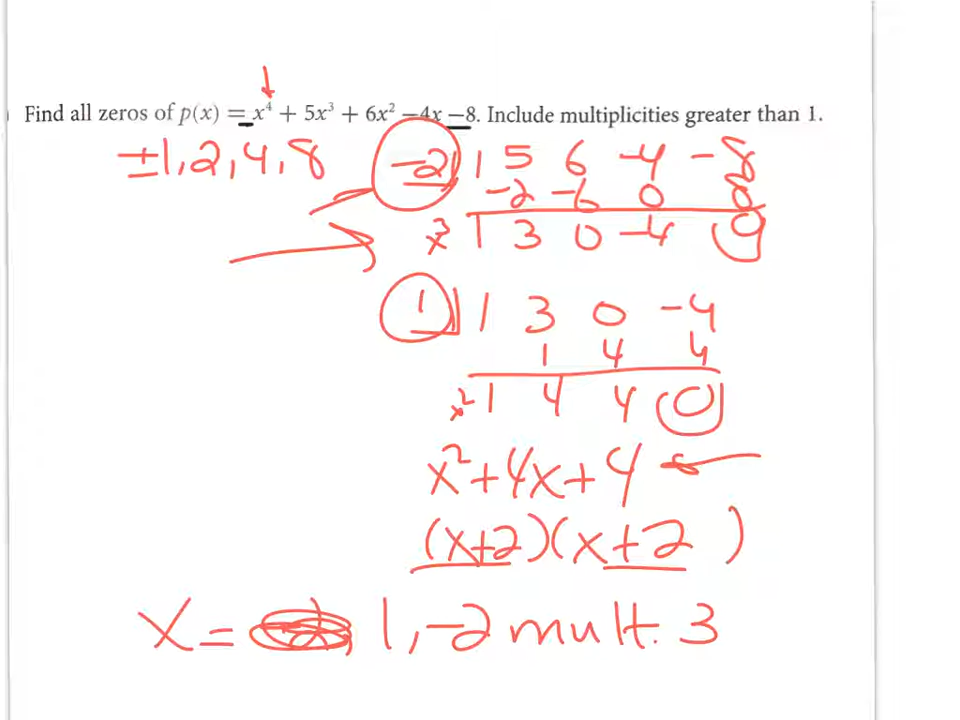 Find all zeros of p(x) = x⁴ + 5x³ + 6x² − 4x − 8. Include multiplicities greater than 1.
±1, 2, 4, 8
−2| 1 5 6 −4 −8
−2 −6 0 8
x³ 1 3 0 −4 0
1| 1 3 0 −4
1 4 4
x² 1 4 4 0
x² + 4x + 4
(x+2)(x+2)
x = 1, −2 mult. 3